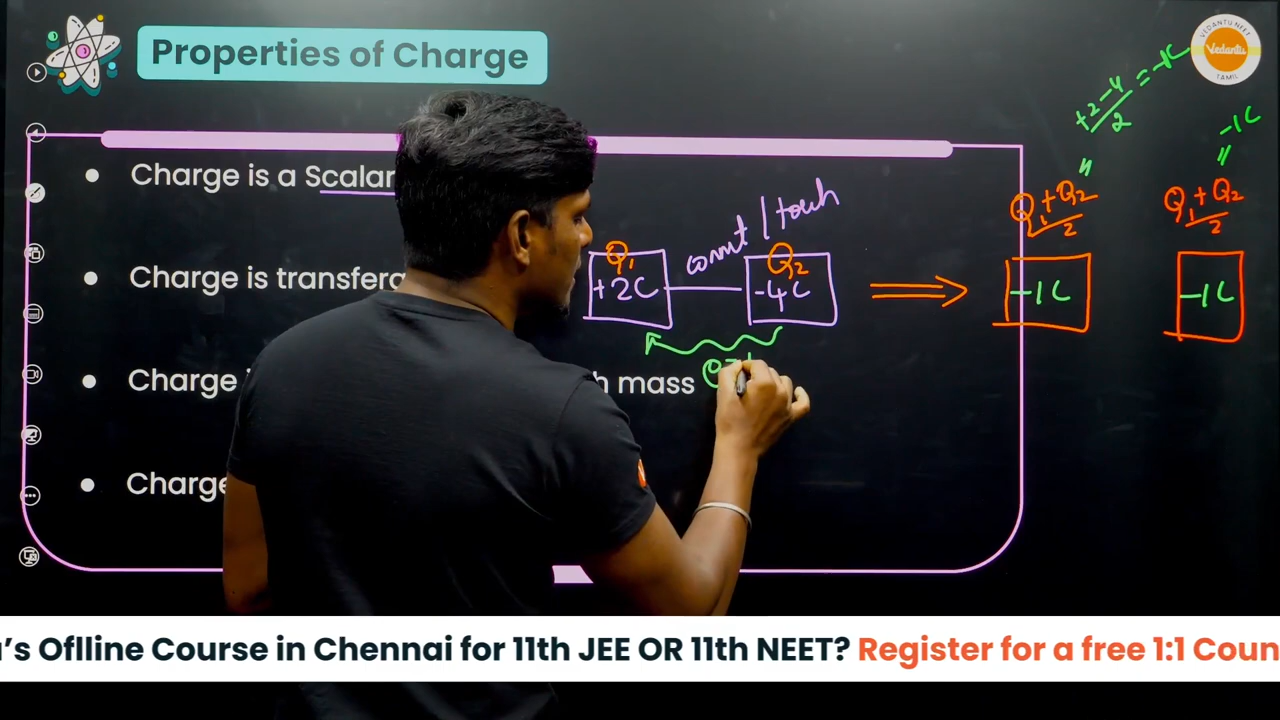 Properties of Charge
VEDANTU NEET
Vedantu
TAMIL
Charge is a Scalar
Charge is transfera
Charge
h mass
Charge
connect / touch
Q₁
+2C
Q₂
-4C
Q₁+Q₂/2
+2-4/2 = -1C
-1C
Q₁+Q₂/2
-1C
-1C
's Oflline Course in Chennai for 11th JEE OR 11th NEET? Register for a free 1:1 Coun